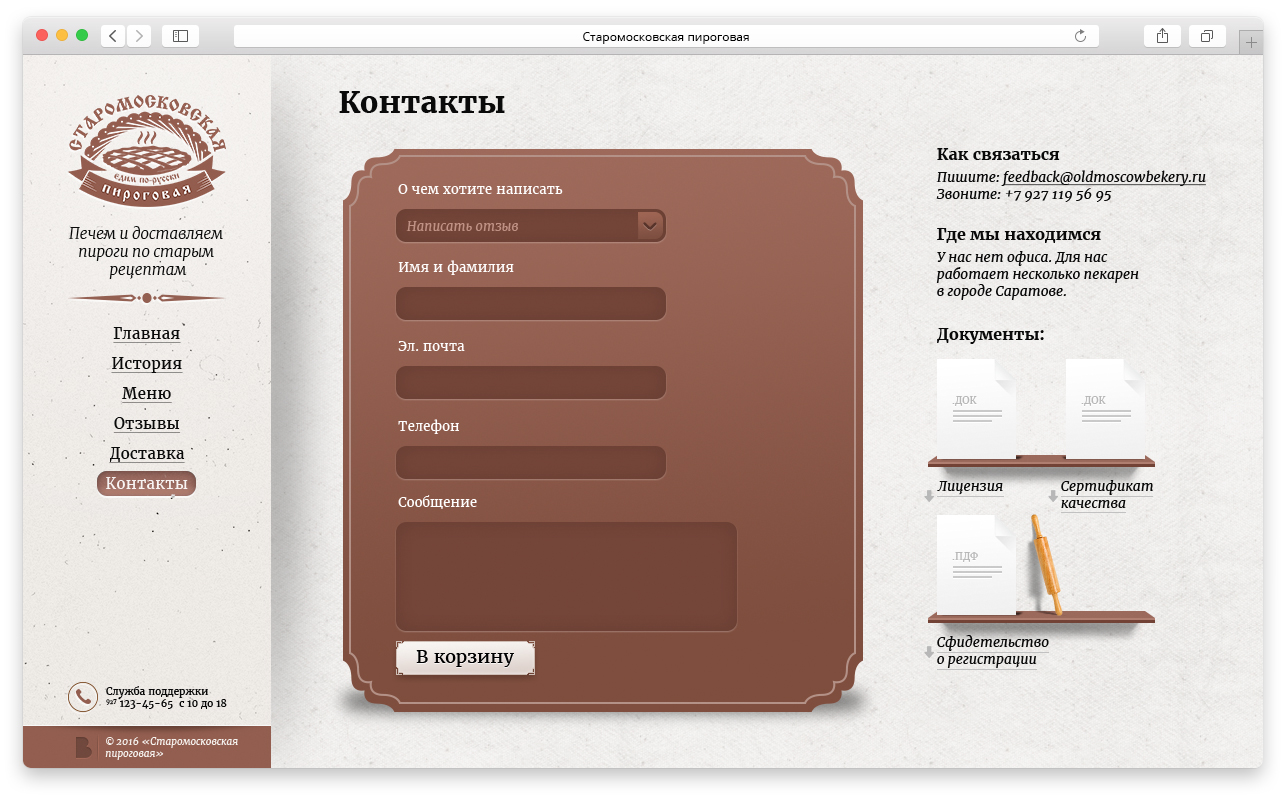 Старомосковская пироговая
СТАРОМОСКОВСКАЯ
едим по-русски
пироговая
Печем и доставляем
пироги по старым
рецептам
Главная
История
Меню
Отзывы
Доставка
Контакты
Служба поддержки
927 123-45-65 с 10 до 18
© 2016 «Старомосковская
пироговая»
Контакты
О чем хотите написать
Написать отзыв
Имя и фамилия
Эл. почта
Телефон
Сообщение
В корзину
Как связаться
Пишите: feedback@oldmoscowbekery.ru
Звоните: +7 927 119 56 95
Где мы находимся
У нас нет офиса. Для нас
работает несколько пекарен
в городе Саратове.
Документы:
.ДОК
.ДОК
Лицензия
Сертификат
качества
.ПДФ
Сфидетельство
о регистрации